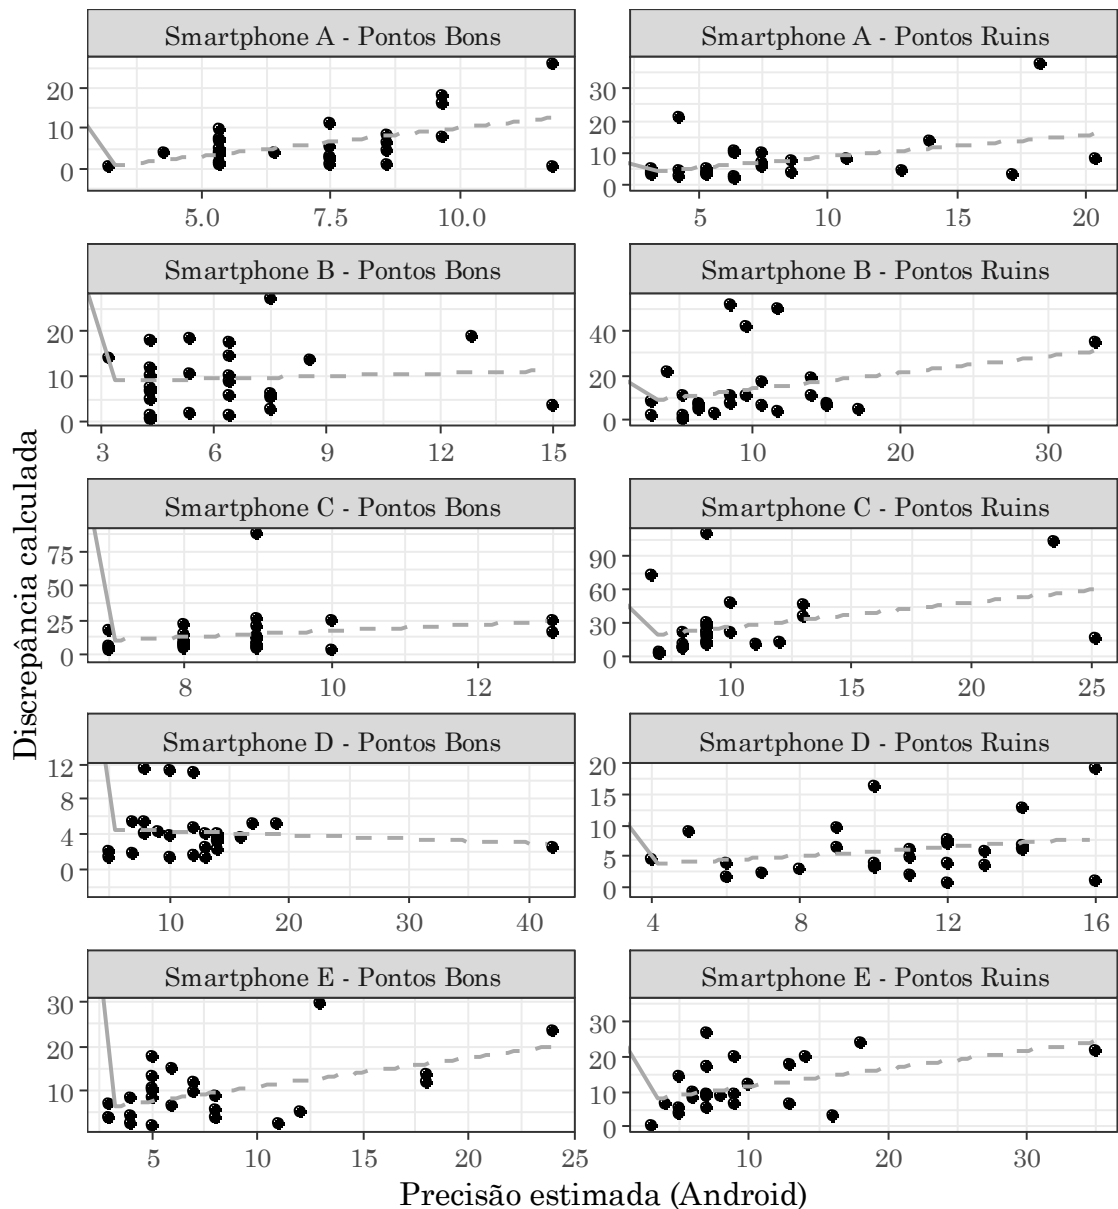 Smartphone A - Pontos Bons
20
10
0
5.0 7.5 10.0
Smartphone A - Pontos Ruins
30
20
10
0
5 10 15 20
Smartphone B - Pontos Bons
20
10
0
3 6 9 12 15
Smartphone B - Pontos Ruins
40
20
0
10 20 30
Discrepância calculada
Smartphone C - Pontos Bons
75
50
25
0
8 10 12
Smartphone C - Pontos Ruins
90
60
30
0
10 15 20 25
Smartphone D - Pontos Bons
12
8
4
0
10 20 30 40
Smartphone D - Pontos Ruins
20
15
10
5
0
4 8 12 16
Smartphone E - Pontos Bons
30
20
10
5 10 15 20 25
Smartphone E - Pontos Ruins
30
20
10
0
10 20 30
Precisão estimada (Android)